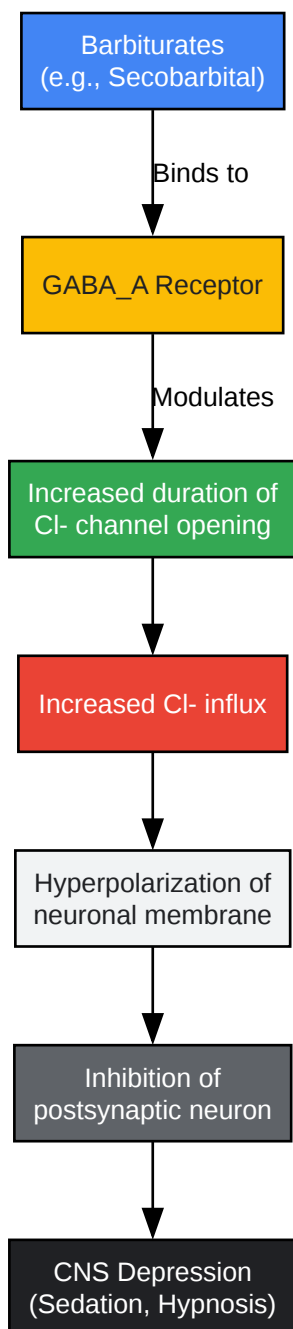 Barbiturates
(e.g., Secobarbital)
Binds to
GABA_A Receptor
Modulates
Increased duration of
Cl- channel opening
Increased Cl- influx
Hyperpolarization of
neuronal membrane
Inhibition of
postsynaptic neuron
CNS Depression
(Sedation, Hypnosis)